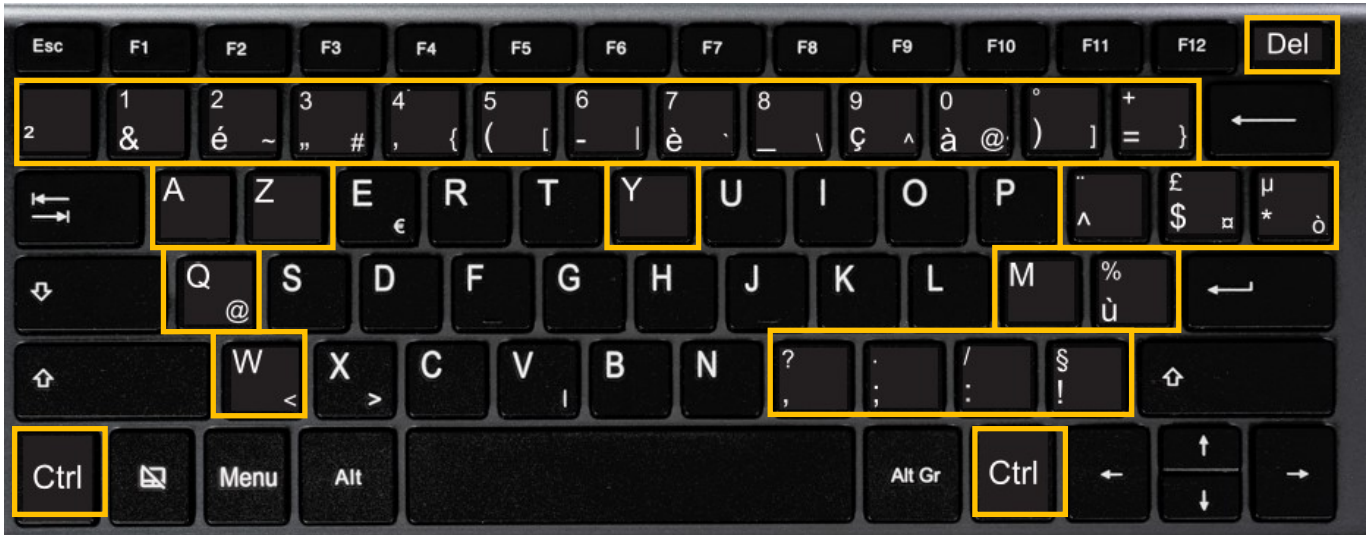 Esc F1 F2 F3 F4 F5 F6 F7 F8 F9 F10 F11 F12 Del
1 2 3 4 5 6 7 8 9 0 ° +
² & é ~ „ # , { ( [ - | è ` _ \ ç ^ à @ ) ] = }
A Z E € R T Y U I O P ¨ ^ £ $ ¤ µ * ò
Q @ S D F G H J K L M % ù
W < X > C V | B N ? , . ; / : § !
Ctrl Menu Alt Alt Gr Ctrl